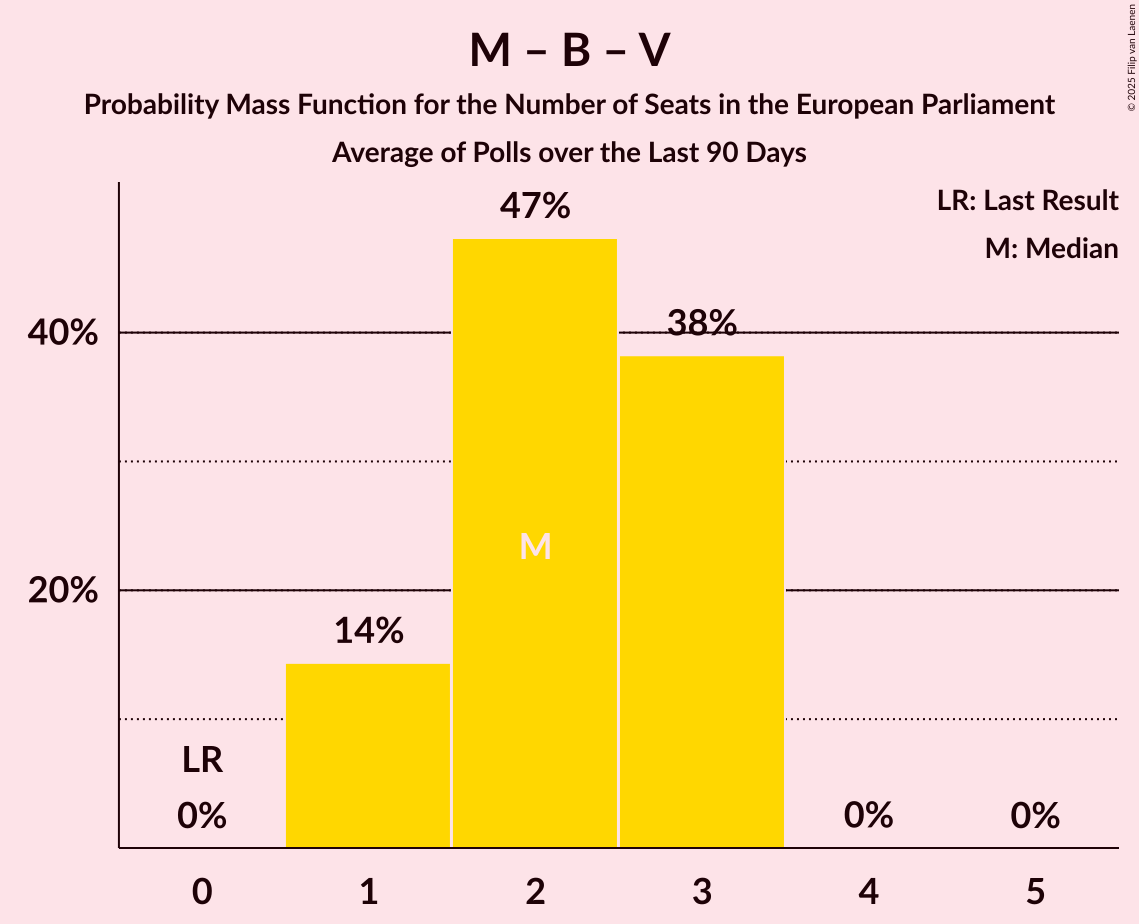 M – B – V
Probability Mass Function for the Number of Seats in the European Parliament
Average of Polls over the Last 90 Days
© 2025 Filip van Laenen
LR: Last Result
M: Median
47%
38%
40%
M
20%
14%
LR
0%
0%
0%
0
1
2
3
4
5